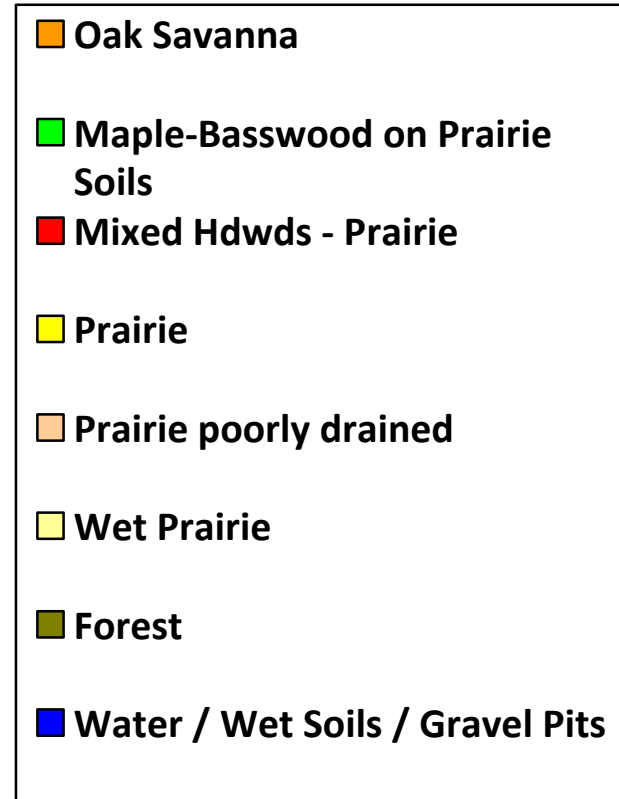 Oak Savanna
Maple-Basswood on Prairie
Soils
Mixed Hdwds - Prairie
Prairie
Prairie poorly drained
Wet Prairie
Forest
Water / Wet Soils / Gravel Pits